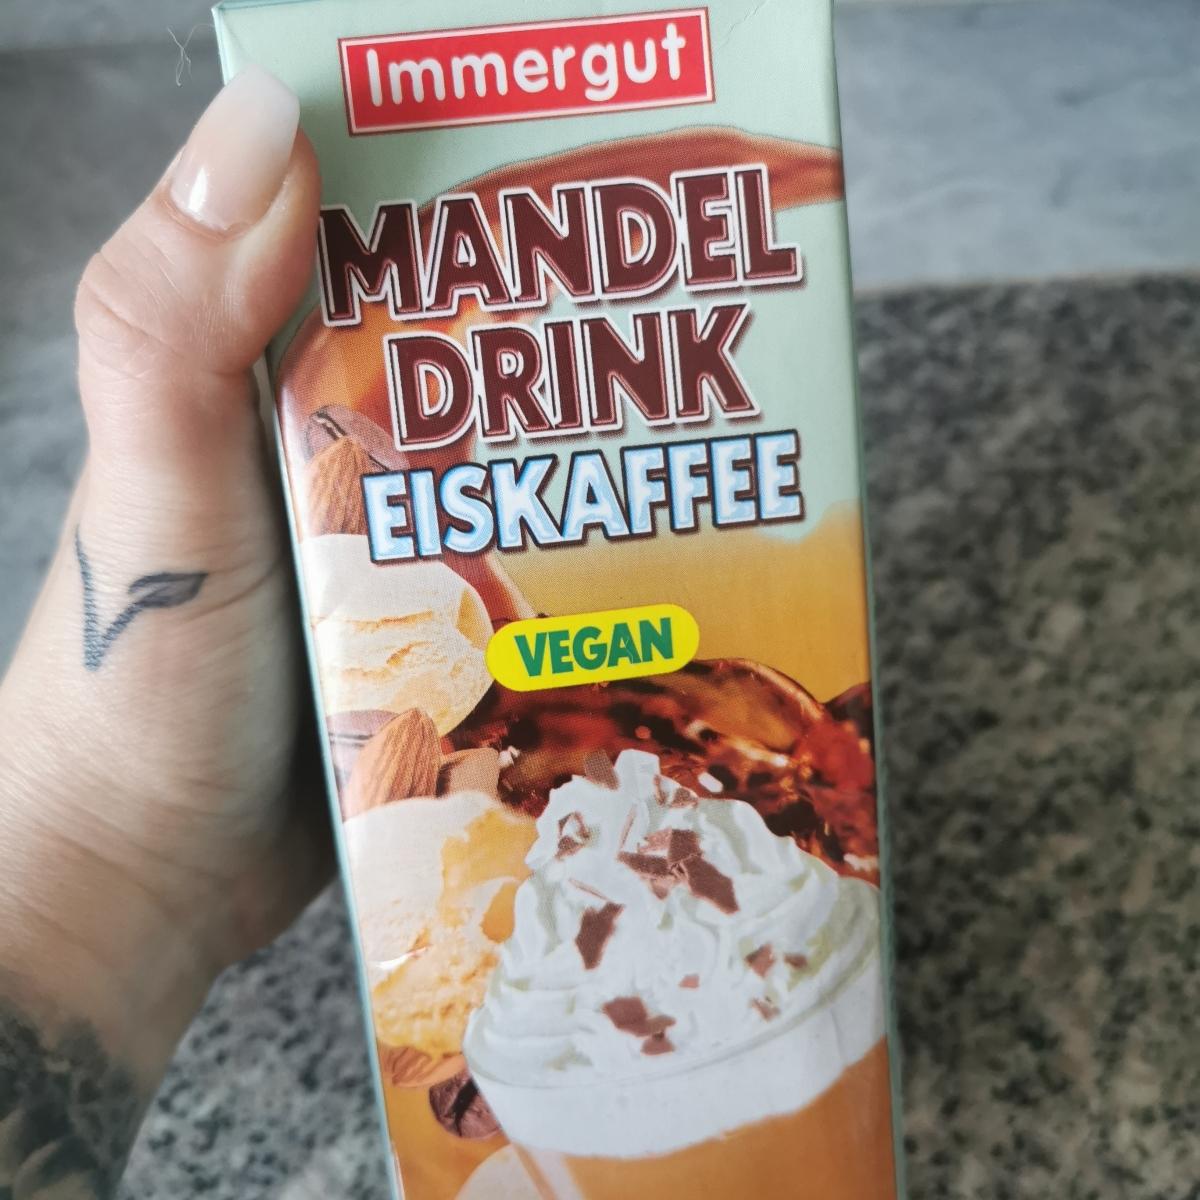 Immergut
MANDEL
DRINK
EISKAFFEE
VEGAN